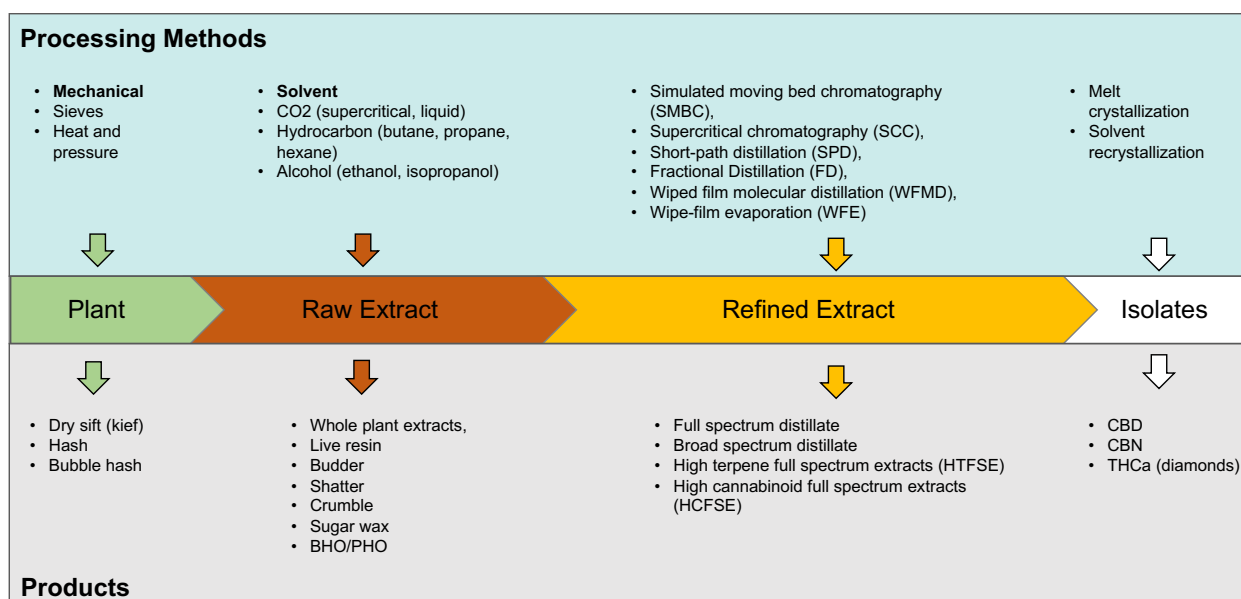 Processing Methods
• Mechanical
• Sieves
• Heat and
pressure
• Solvent
• CO2 (supercritical, liquid)
• Hydrocarbon (butane, propane,
hexane)
• Alcohol (ethanol, isopropanol)
• Simulated moving bed chromatography
(SMBC),
• Supercritical chromatography (SCC),
• Short-path distillation (SPD),
• Fractional Distillation (FD),
• Wiped film molecular distillation (WFMD),
• Wipe-film evaporation (WFE)
• Melt
crystallization
• Solvent
recrystallization
Plant
Raw Extract
Refined Extract
Isolates
• Dry sift (kief)
• Hash
• Bubble hash
• Whole plant extracts,
• Live resin
• Budder
• Shatter
• Crumble
• Sugar wax
• BHO/PHO
• Full spectrum distillate
• Broad spectrum distillate
• High terpene full spectrum extracts (HTFSE)
• High cannabinoid full spectrum extracts
(HCFSE)
• CBD
• CBN
• THCa (diamonds)
Products